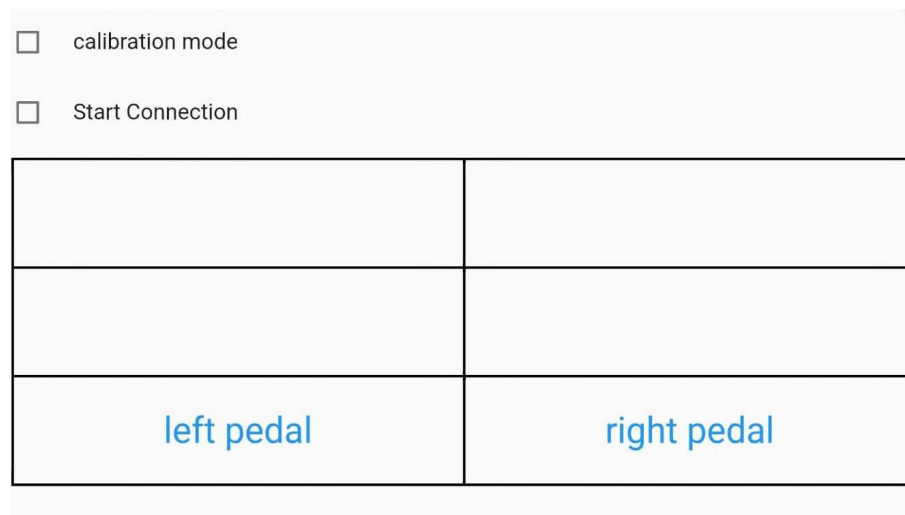 calibration mode
Start Connection
left pedal right pedal